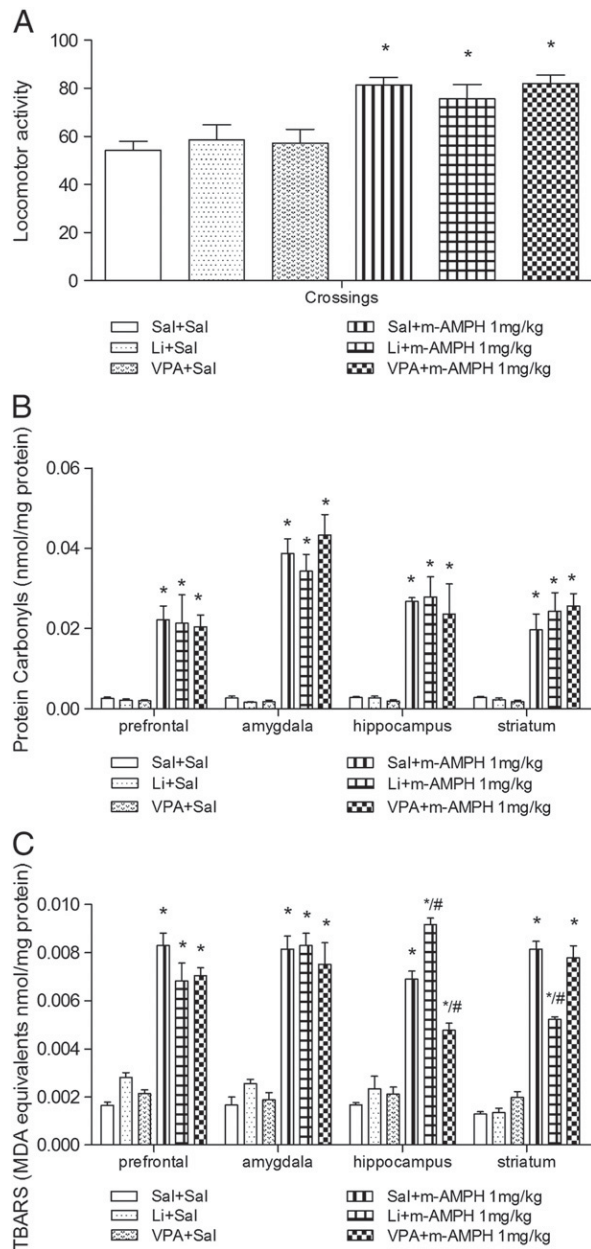 A
Locomotor activity
100
80
60
40
20
0
* * *
Crossings
Sal+Sal Sal+m-AMPH 1mg/kg
Li+Sal Li+m-AMPH 1mg/kg
VPA+Sal VPA+m-AMPH 1mg/kg
B
Protein Carbonyls (nmol/mg protein)
0.06
0.04
0.02
0.00
* * * * * * * * * * * *
prefrontal amygdala hippocampus striatum
Sal+Sal Sal+m-AMPH 1mg/kg
Li+Sal Li+m-AMPH 1mg/kg
VPA+Sal VPA+m-AMPH 1mg/kg
C
TBARS (MDA equivalents nmol/mg protein)
0.010
0.008
0.006
0.004
0.002
0.000
* * * * * * * */# */# * */# *
prefrontal amygdala hippocampus striatum
Sal+Sal Sal+m-AMPH 1mg/kg
Li+Sal Li+m-AMPH 1mg/kg
VPA+Sal VPA+m-AMPH 1mg/kg